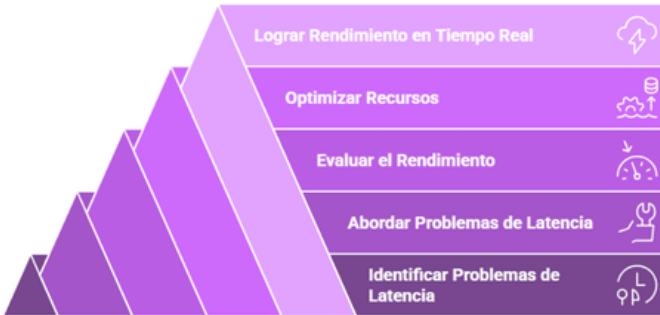 Lograr Rendimiento en Tiempo Real
Optimizar Recursos
Evaluar el Rendimiento
Abordar Problemas de Latencia
Identificar Problemas de
Latencia